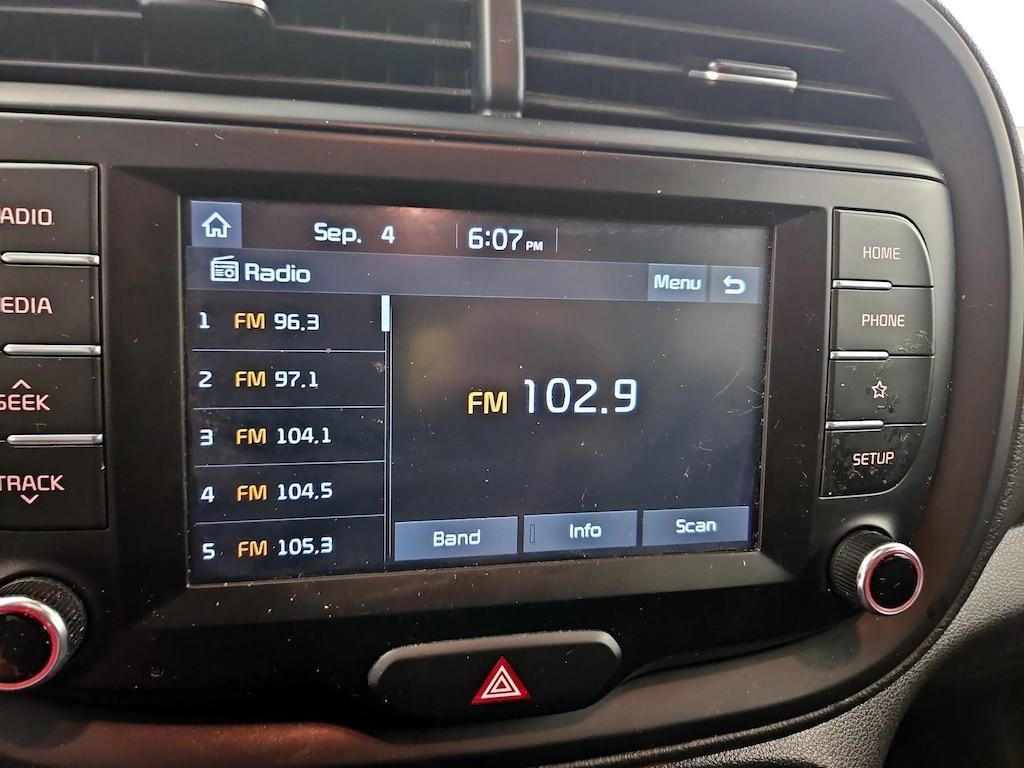 ADIO
EDIA
SEEK
TRACK
Sep. 4 6:07 PM
Radio Menu
1 FM 96.3
2 FM 97.1
3 FM 104.1
4 FM 104.5
5 FM 105.3
FM 102.9
Band Info Scan
HOME
PHONE
SETUP